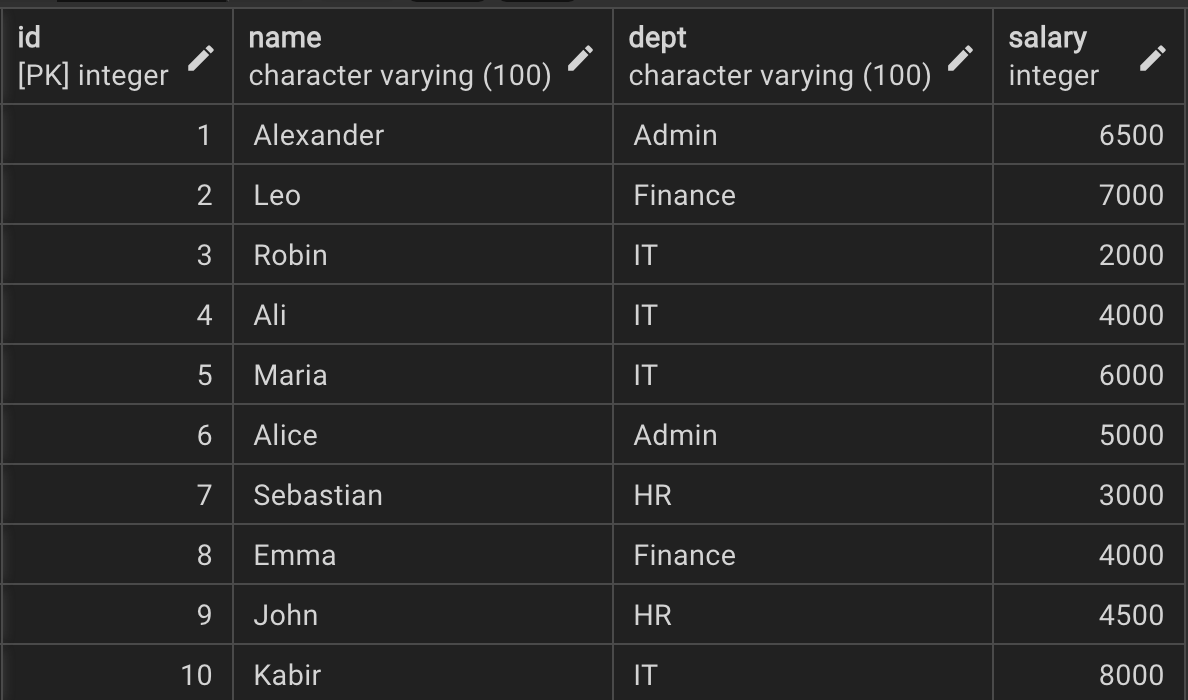 id name dept salary
[PK] integer character varying (100) character varying (100) integer
1 Alexander Admin 6500
2 Leo Finance 7000
3 Robin IT 2000
4 Ali IT 4000
5 Maria IT 6000
6 Alice Admin 5000
7 Sebastian HR 3000
8 Emma Finance 4000
9 John HR 4500
10 Kabir IT 8000